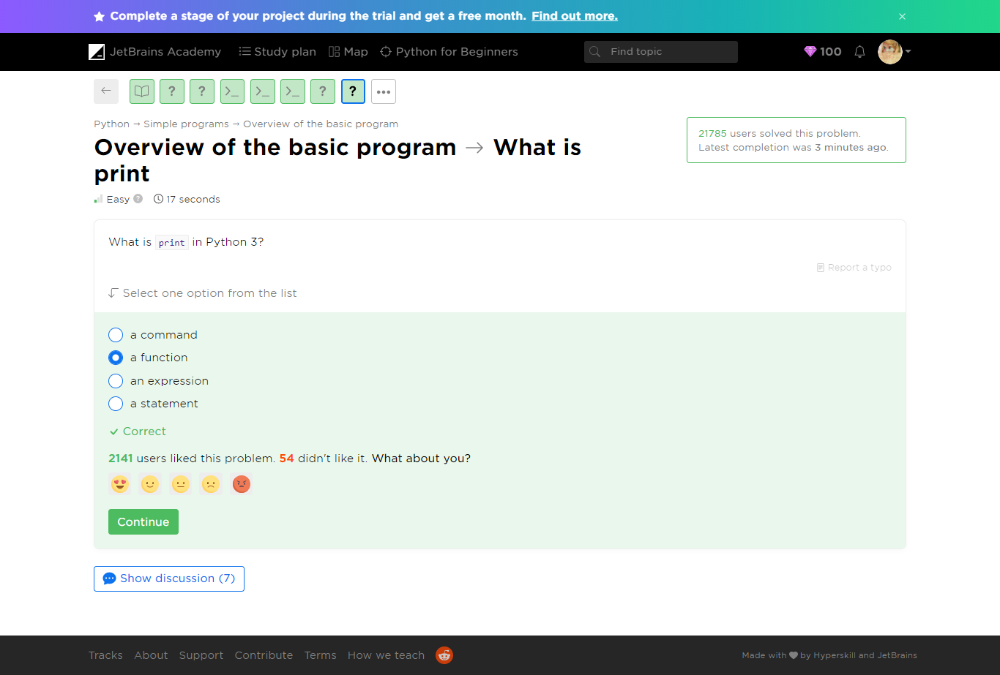 Complete a stage of your project during the trial and get a free month. Find out more.
JetBrains Academy
Study plan
Map
Python for Beginners
Find topic
100
Python → Simple programs → Overview of the basic program
Overview of the basic program → What is
print
Easy
17 seconds
21785 users solved this problem.
Latest completion was 3 minutes ago.
What is print in Python 3?
Report a typo
Select one option from the list
a command
a function
an expression
a statement
Correct
2141 users liked this problem. 54 didn't like it. What about you?
Continue
Show discussion (7)
Tracks About Support Contribute Terms How we teach
Made with ♥ by Hyperskill and JetBrains